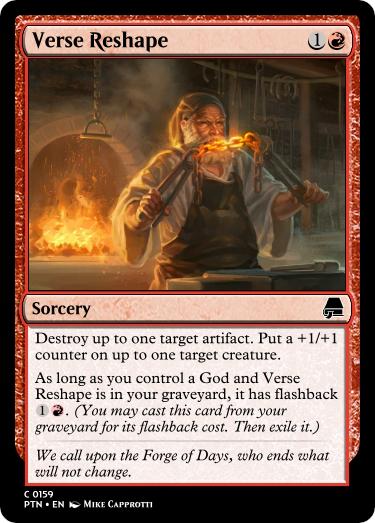 Verse Reshape 1
Sorcery
Destroy up to one target artifact. Put a +1/+1
counter on up to one target creature.
As long as you control a God and Verse
Reshape is in your graveyard, it has flashback
1 . (You may cast this card from your
graveyard for its flashback cost. Then exile it.)
We call upon the Forge of Days, who ends what
will not change.
C 0159
PTN • EN Mike Capprotti